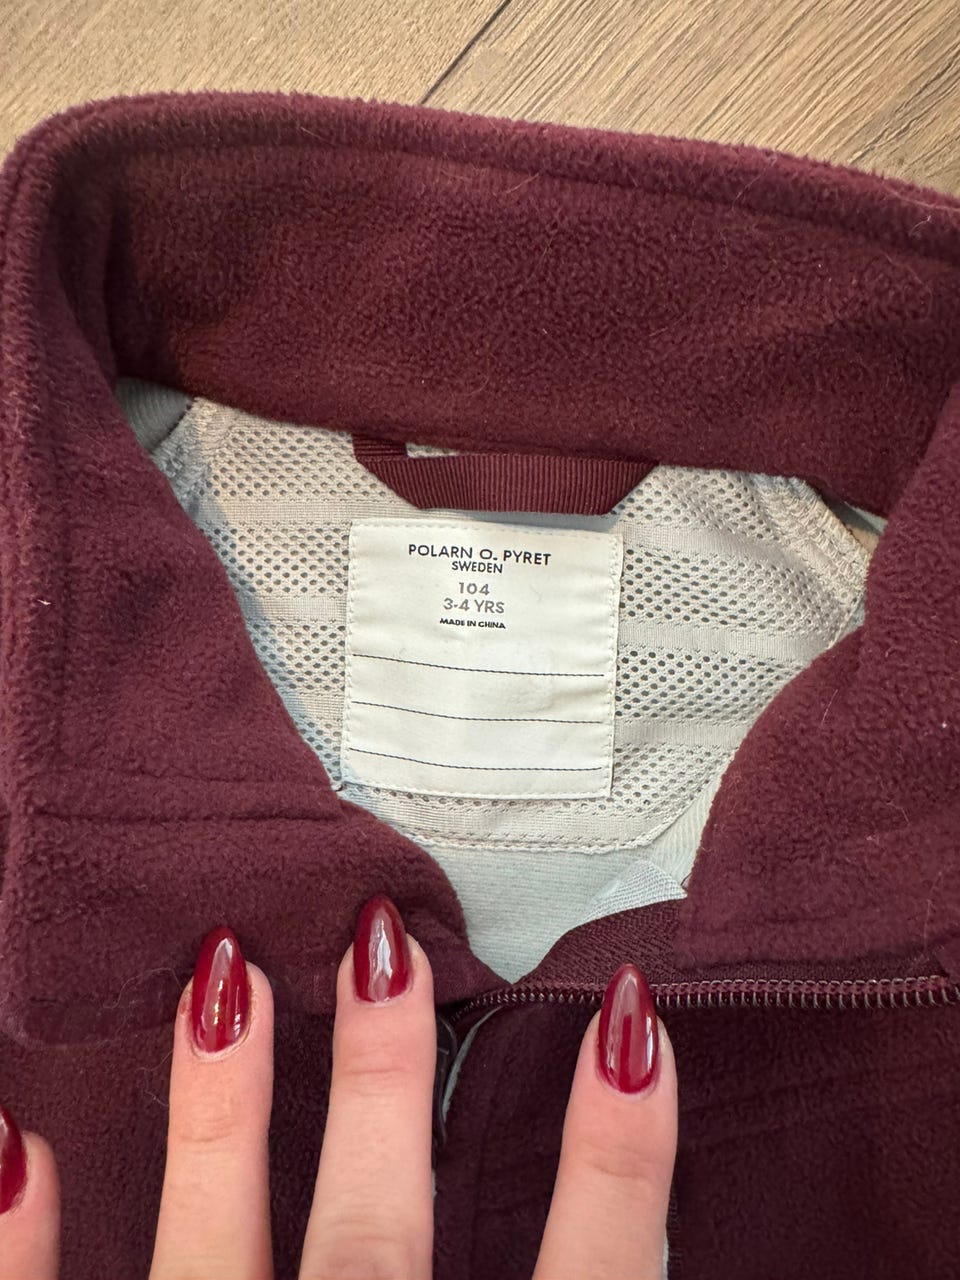 POLARN O. PYRET
SWEDEN
104
3-4 YRS
MADE IN CHINA